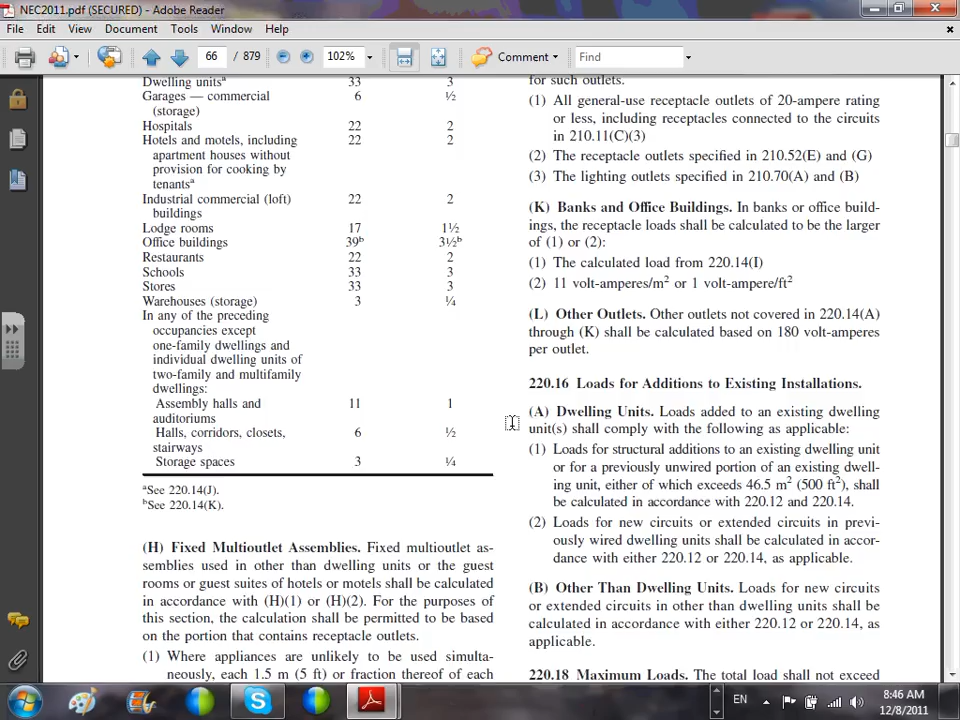 NEC2011.pdf (SECURED) - Adobe Reader
File Edit View Document Tools Window Help
66 / 879 102% Comment Find
Dwelling unitsᵃ 33 3
Garages — commercial 6 ½
(storage)
Hospitals 22 2
Hotels and motels, including 22 2
apartment houses without
provision for cooking by
tenantsᵃ
Industrial commercial (loft) 22 2
buildings
Lodge rooms 17 1½
Office buildings 39ᵇ 3½ᵇ
Restaurants 22 2
Schools 33 3
Stores 33 3
Warehouses (storage) 3 ¼
In any of the preceding
occupancies except
one-family dwellings and
individual dwelling units of
two-family and multifamily
dwellings:
Assembly halls and 11 1
auditoriums
Halls, corridors, closets, 6 ½
stairways
Storage spaces 3 ¼
ᵃSee 220.14(J).
ᵇSee 220.14(K).
(H) Fixed Multioutlet Assemblies. Fixed multioutlet as-
semblies used in other than dwelling units or the guest
rooms or guest suites of hotels or motels shall be calculated
in accordance with (H)(1) or (H)(2). For the purposes of
this section, the calculation shall be permitted to be based
on the portion that contains receptacle outlets.
(1) Where appliances are unlikely to be used simulta-
neously, each 1.5 m (5 ft) or fraction thereof of each
for such outlets.
(1) All general-use receptacle outlets of 20-ampere rating
or less, including receptacles connected to the circuits
in 210.11(C)(3)
(2) The receptacle outlets specified in 210.52(E) and (G)
(3) The lighting outlets specified in 210.70(A) and (B)
(K) Banks and Office Buildings. In banks or office build-
ings, the receptacle loads shall be calculated to be the larger
of (1) or (2):
(1) The calculated load from 220.14(I)
(2) 11 volt-amperes/m² or 1 volt-ampere/ft²
(L) Other Outlets. Other outlets not covered in 220.14(A)
through (K) shall be calculated based on 180 volt-amperes
per outlet.
220.16 Loads for Additions to Existing Installations.
(A) Dwelling Units. Loads added to an existing dwelling
unit(s) shall comply with the following as applicable:
(1) Loads for structural additions to an existing dwelling unit
or for a previously unwired portion of an existing dwell-
ing unit, either of which exceeds 46.5 m² (500 ft²), shall
be calculated in accordance with 220.12 and 220.14.
(2) Loads for new circuits or extended circuits in previ-
ously wired dwelling units shall be calculated in accor-
dance with either 220.12 or 220.14, as applicable.
(B) Other Than Dwelling Units. Loads for new circuits
or extended circuits in other than dwelling units shall be
calculated in accordance with either 220.12 or 220.14, as
applicable.
220.18 Maximum Loads. The total load shall not exceed
EN 8:46 AM
12/8/2011